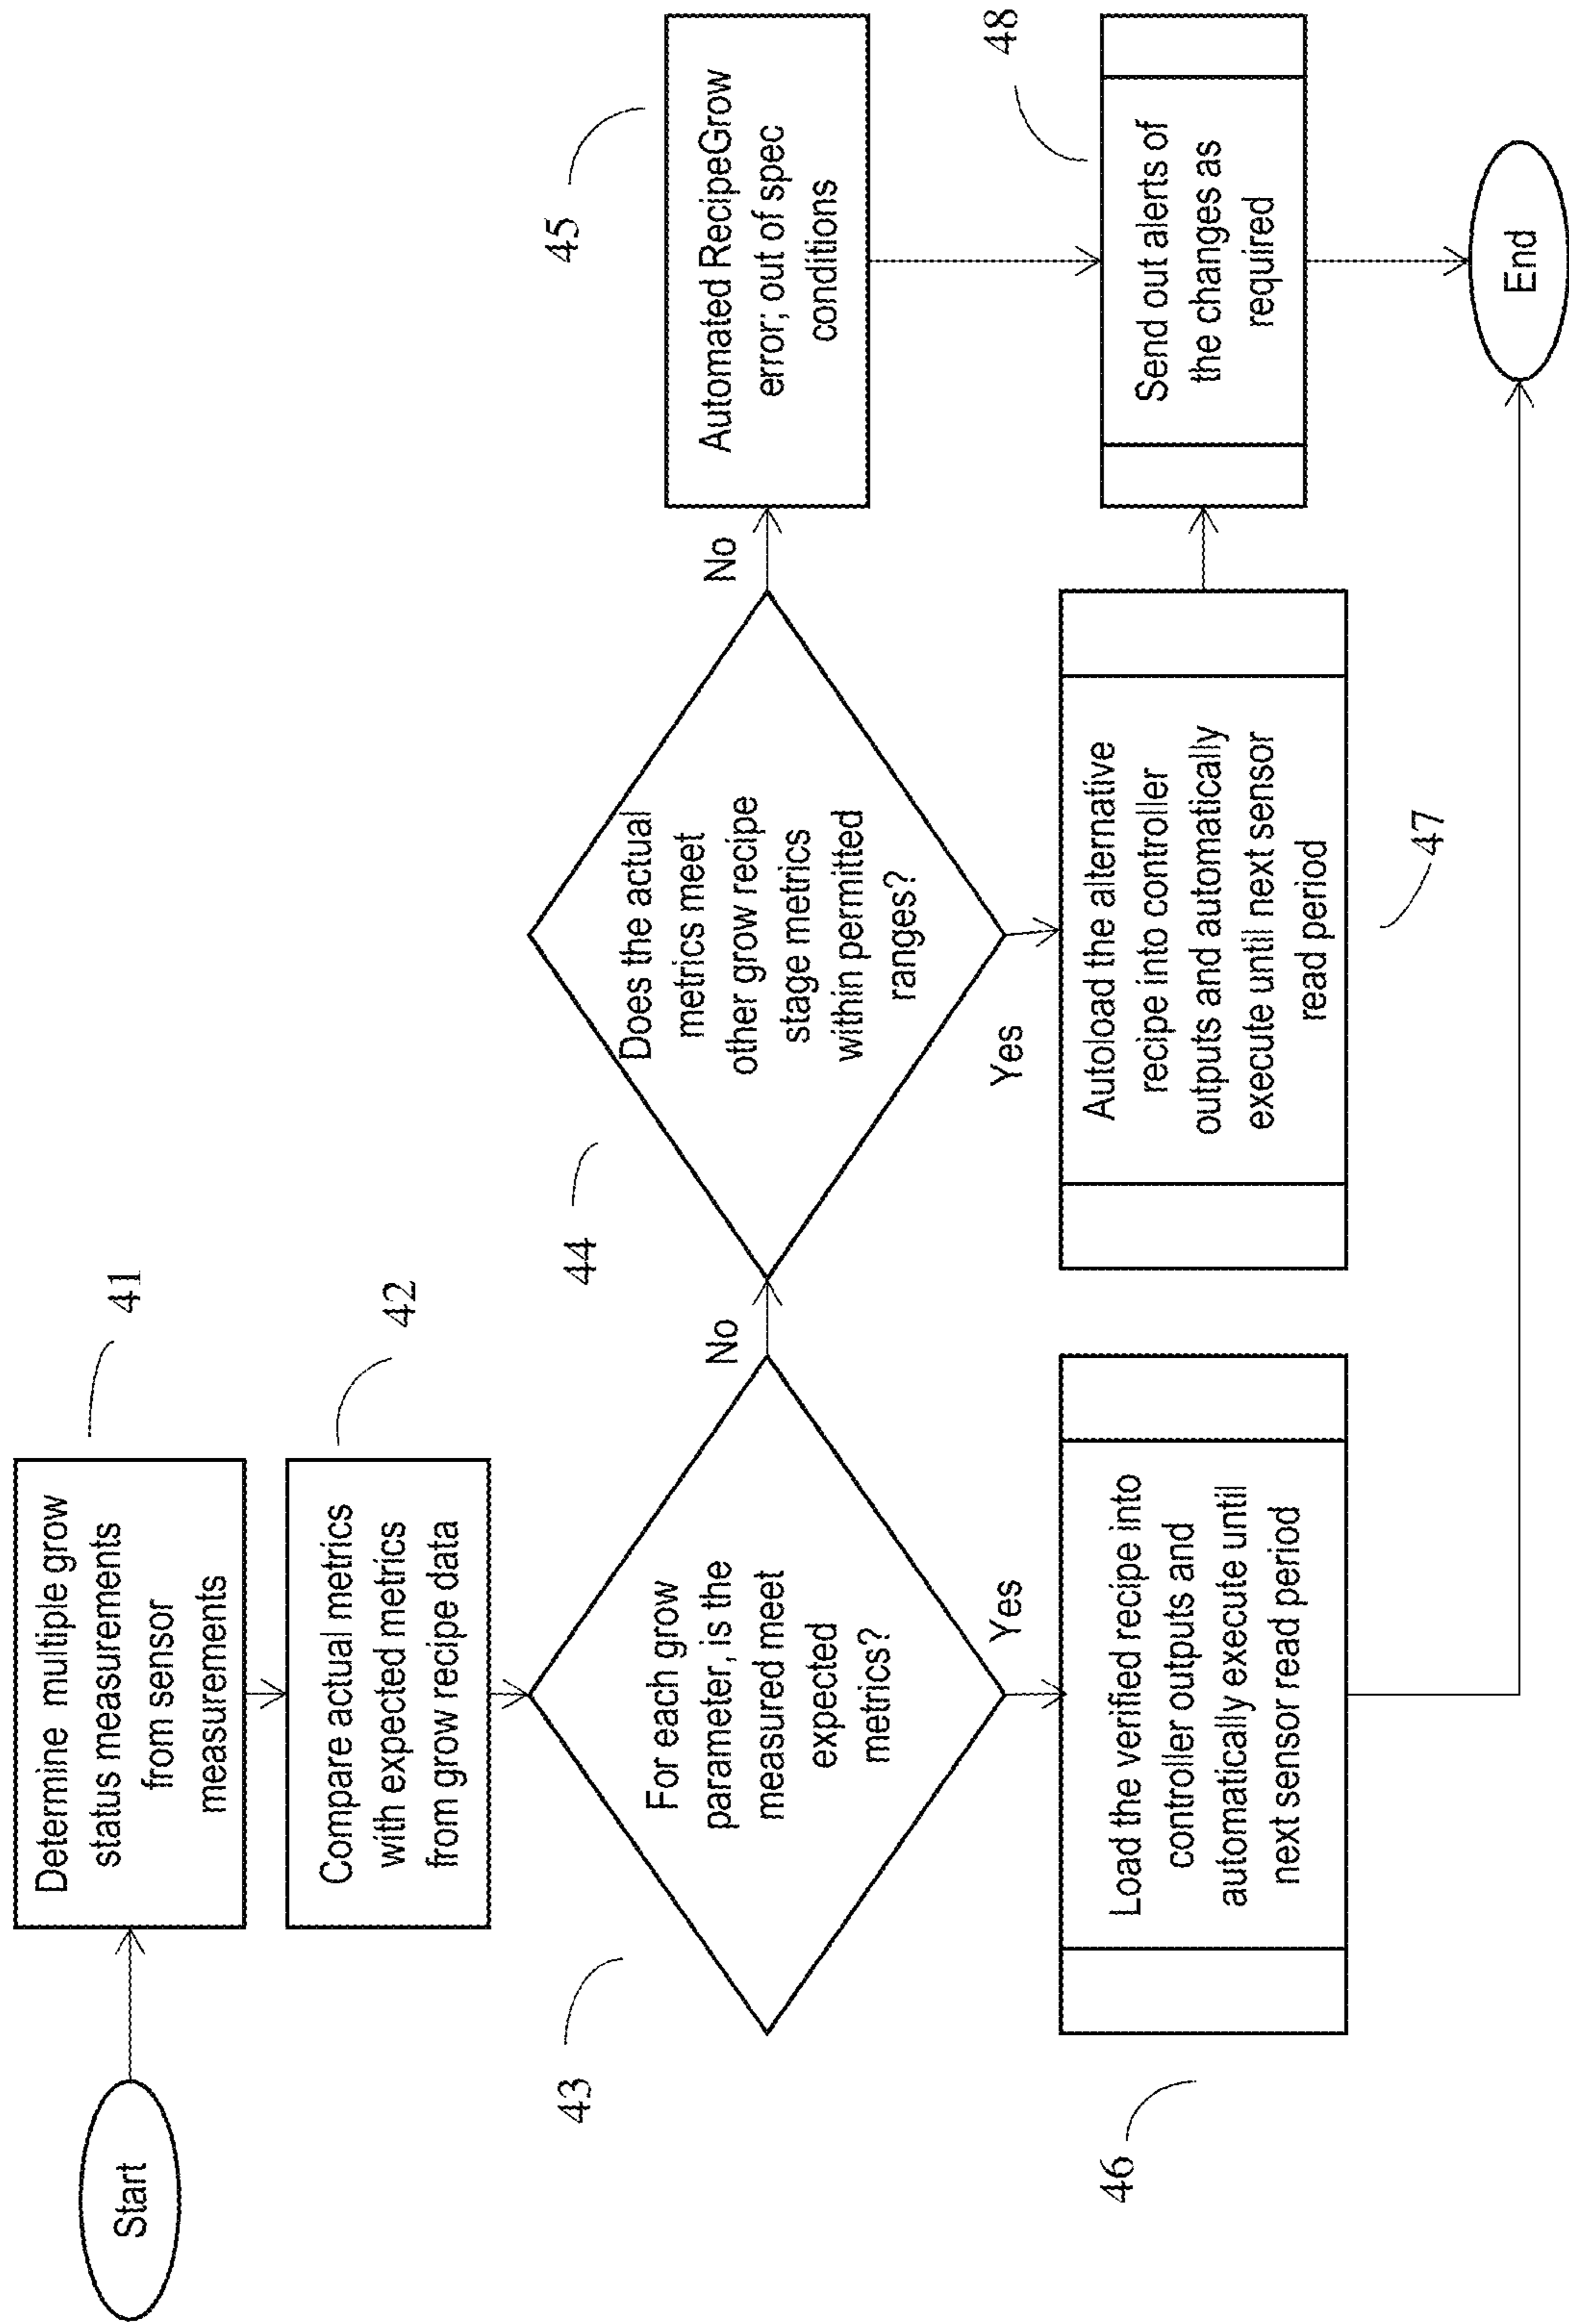 Start
Determine multiple grow
status measurements
from sensor
measurements
41
Compare actual metrics
with expected metrics
from grow recipe data
42
For each grow
parameter, is the
measured meet
expected
metrics?
43
No
Yes
Does the actual
metrics meet
other grow recipe
stage metrics
within permitted
ranges?
44
No
Yes
Automated RecipeGrow
error; out of spec
conditions
45
Load the verified recipe into
controller outputs and
automatically execute until
next sensor read period
46
Autoload the alternative
recipe into controller
outputs and automatically
execute until next sensor
read period
47
Send out alerts of
the changes as
required
48
End